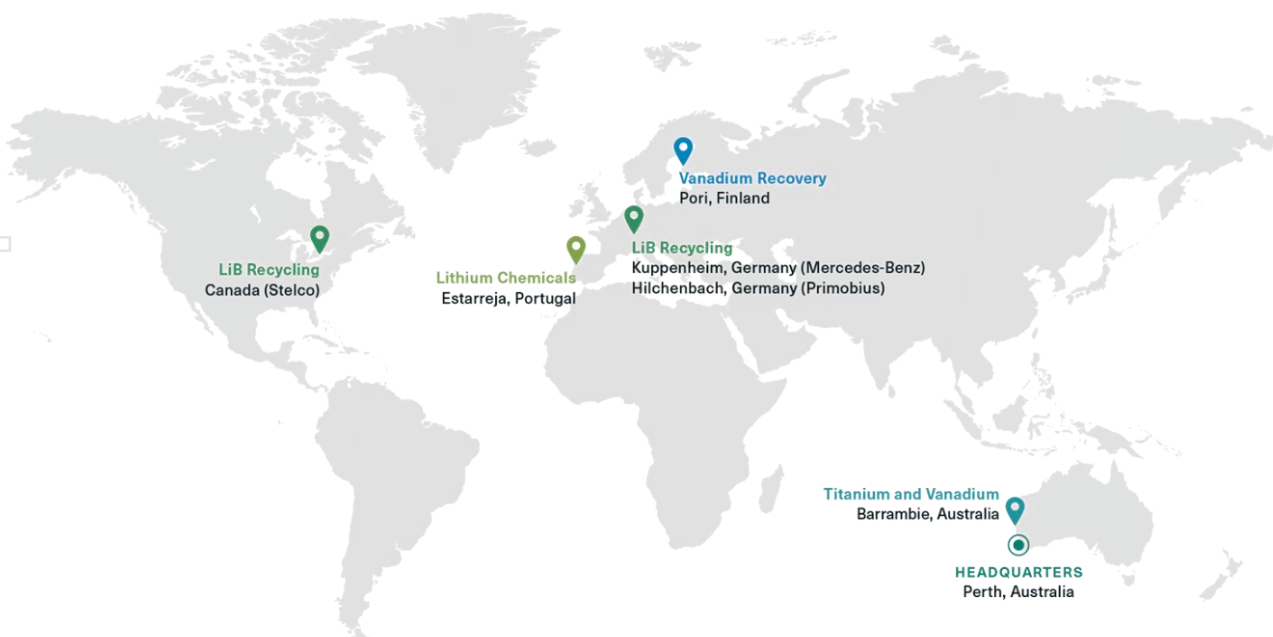 Vanadium Recovery
Pori, Finland
LiB Recycling
Kuppenheim, Germany (Mercedes-Benz)
Hilchenbach, Germany (Primobius)
LiB Recycling
Canada (Stelco)
Lithium Chemicals
Estarreja, Portugal
Titanium and Vanadium
Barrambie, Australia
HEADQUARTERS
Perth, Australia